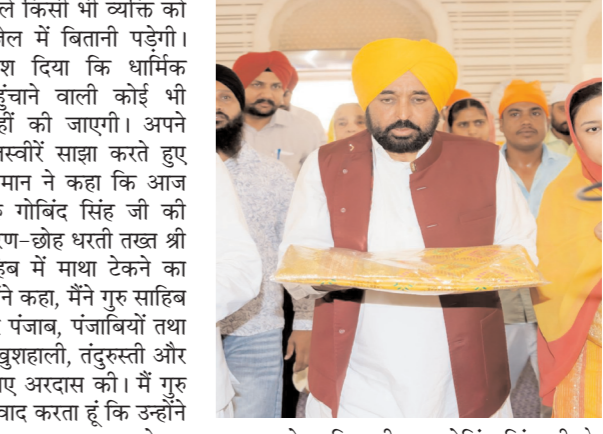 ले किसी भी व्यक्ति को
जेल में बितानी पड़ेगी।
श दिया कि धार्मिक
हुंचाने वाली कोई भी
हीं की जाएगी। अपने
तस्वीरें साझा करते हुए
मान ने कहा कि आज
गोबिंद सिंह जी की
रण-छोह धरती तख्त श्री
हब में माथा टेकने का
ने कहा, मैंने गुरु साहिब
पंजाब, पंजाबियों तथा
खुशहाली, तंदुरुस्ती और
ए अरदास की। मैं गुरु
वाद करता हूं कि उन्होंने